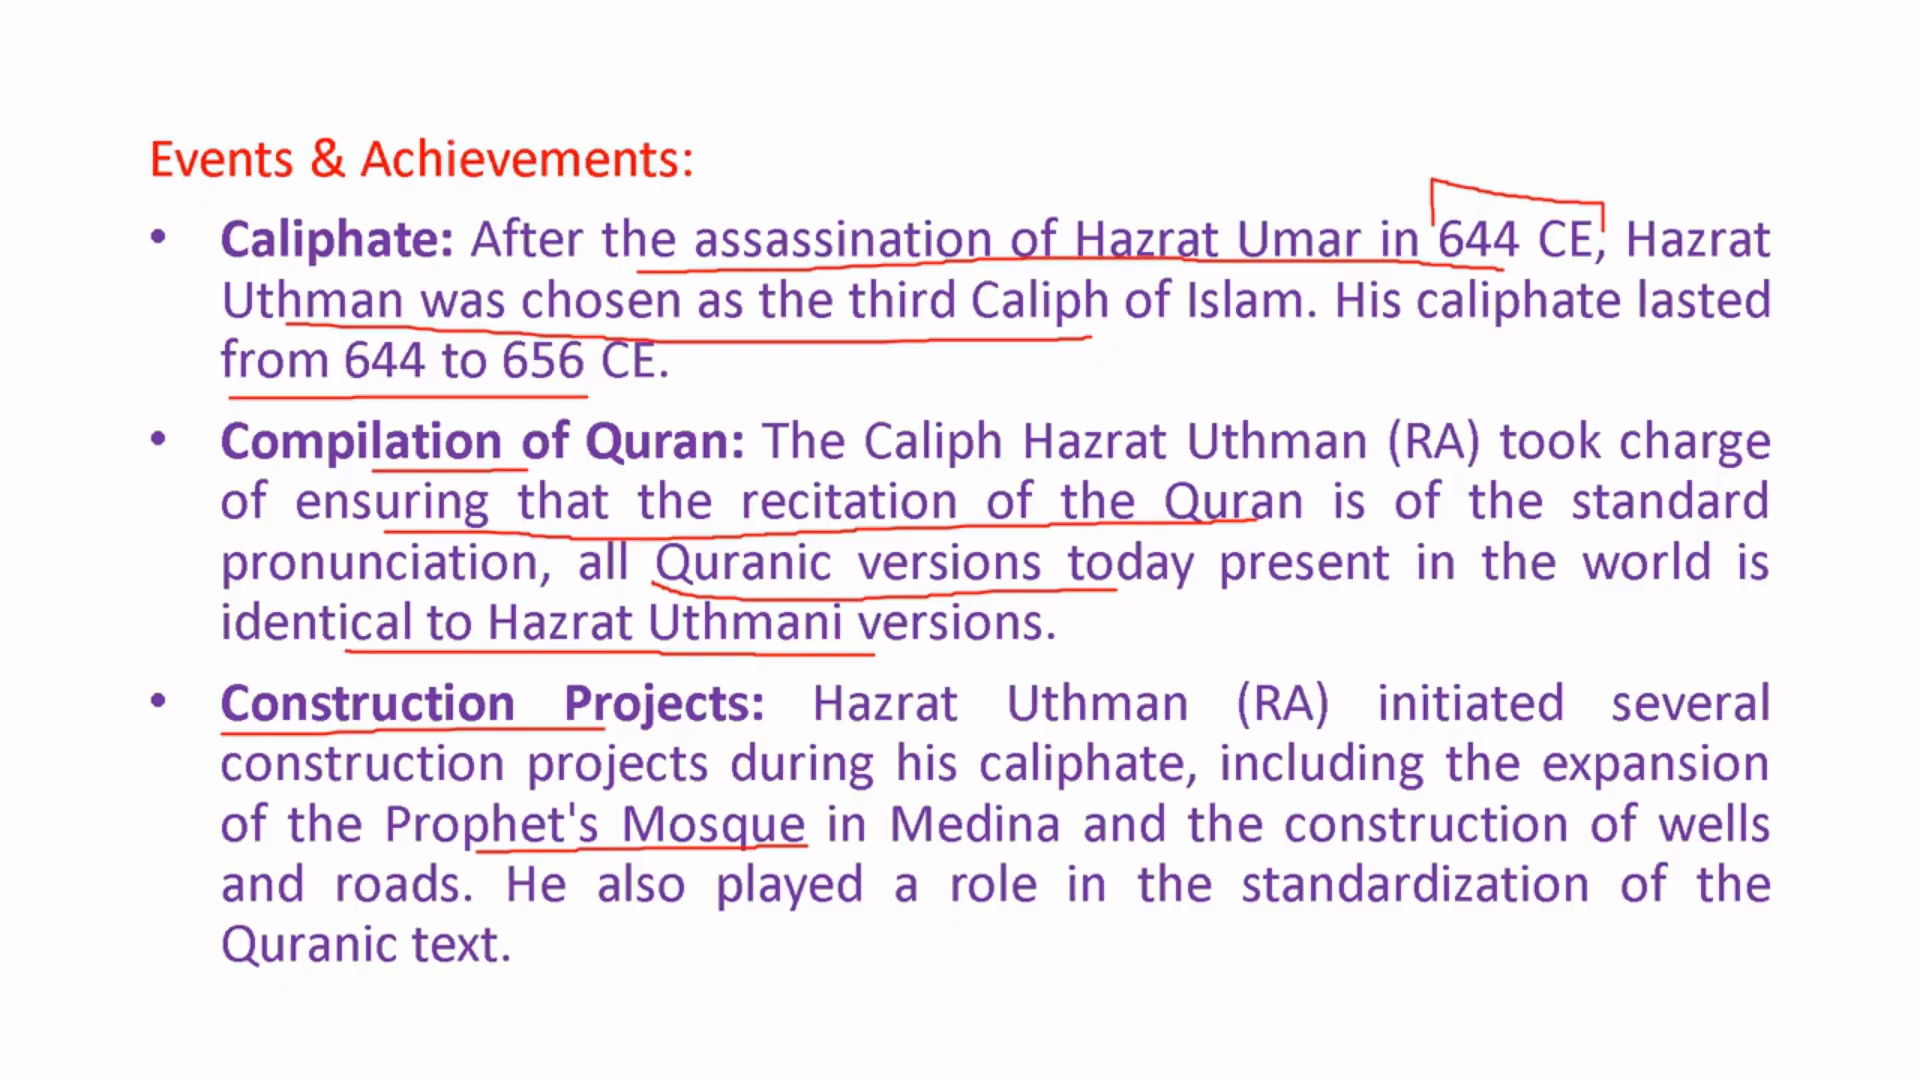 Events & Achievements:
• Caliphate: After the assassination of Hazrat Umar in 644 CE, Hazrat
Uthman was chosen as the third Caliph of Islam. His caliphate lasted
from 644 to 656 CE.
• Compilation of Quran: The Caliph Hazrat Uthman (RA) took charge
of ensuring that the recitation of the Quran is of the standard
pronunciation, all Quranic versions today present in the world is
identical to Hazrat Uthmani versions.
• Construction Projects: Hazrat Uthman (RA) initiated several
construction projects during his caliphate, including the expansion
of the Prophet's Mosque in Medina and the construction of wells
and roads. He also played a role in the standardization of the
Quranic text.